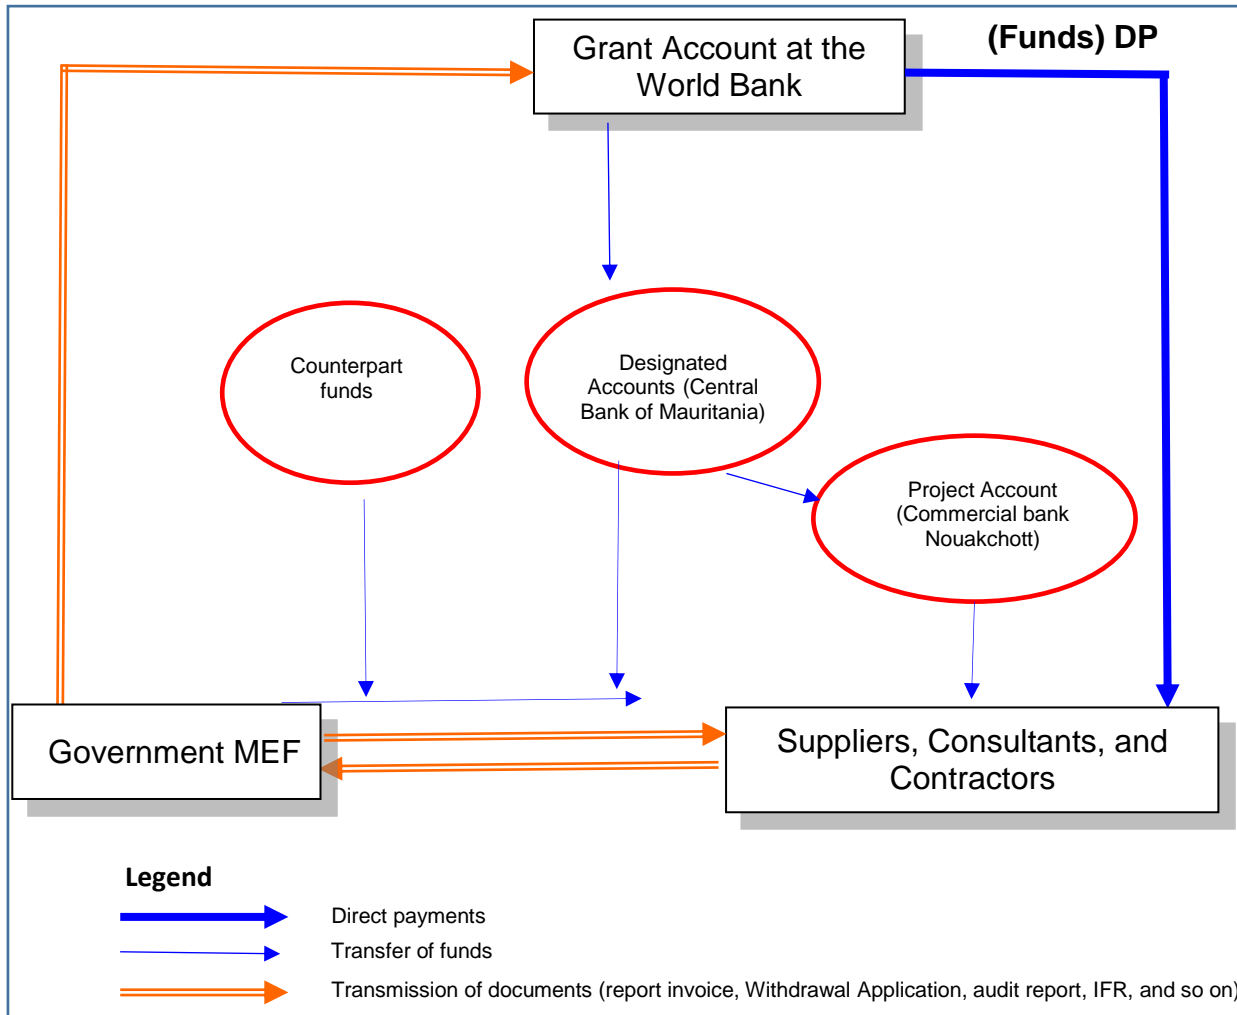 (Funds) DP
Grant Account at the
World Bank
Counterpart
funds
Designated
Accounts (Central
Bank of Mauritania)
Project Account
(Commercial bank
Nouakchott)
Government MEF
Suppliers, Consultants, and
Contractors
Legend
Direct payments
Transfer of funds
Transmission of documents (report invoice, Withdrawal Application, audit report, IFR, and so on)